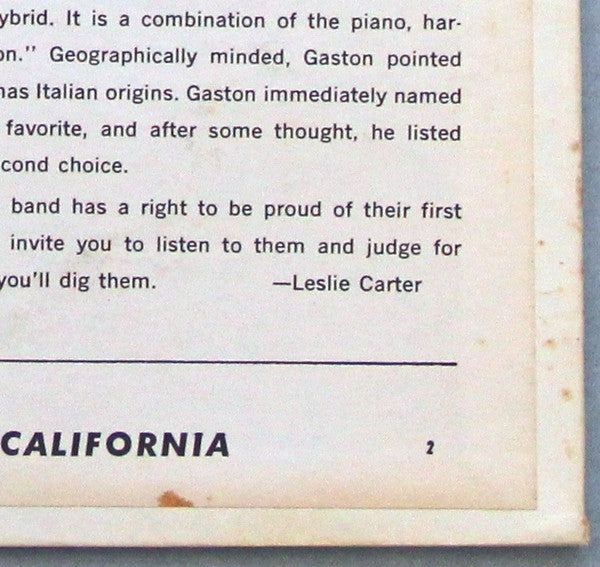 ybrid. It is a combination of the piano, har-
on." Geographically minded, Gaston pointed
has Italian origins. Gaston immediately named
favorite, and after some thought, he listed
cond choice.
band has a right to be proud of their first
invite you to listen to them and judge for
you'll dig them. —Leslie Carter
CALIFORNIA 2